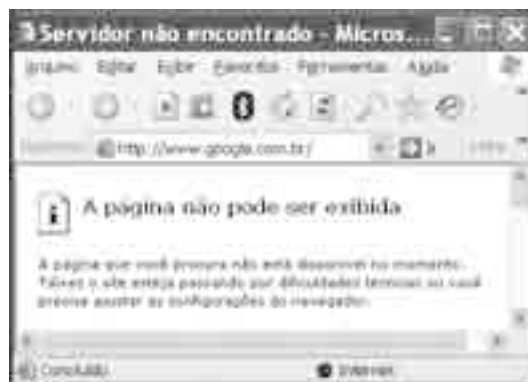 Servidor não encontrado - Micros...
Arquivo Editar Exibir Favoritos Ferramentas Ajuda
http://www.google.com.br/
A página não pode ser exibida
A página que você procura não está disponível no momento.
Talvez o site esteja passando por dificuldades técnicas ou você
precise ajustar as configurações do navegador.
Concluído Internet